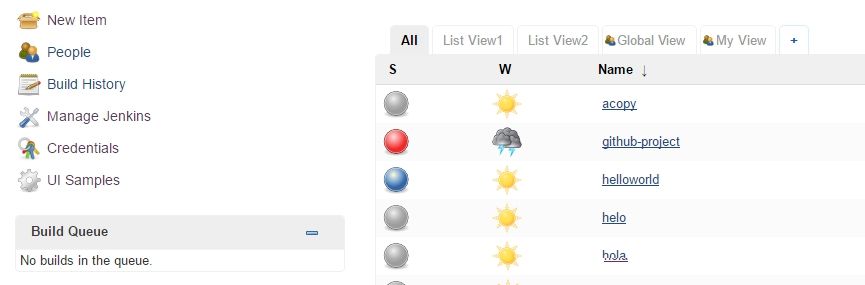 New Item
People
Build History
Manage Jenkins
Credentials
UI Samples
Build Queue
No builds in the queue.
All List View1 List View2 Global View My View +
S W Name ↓
acopy
github-project
helloworld
helo
hola